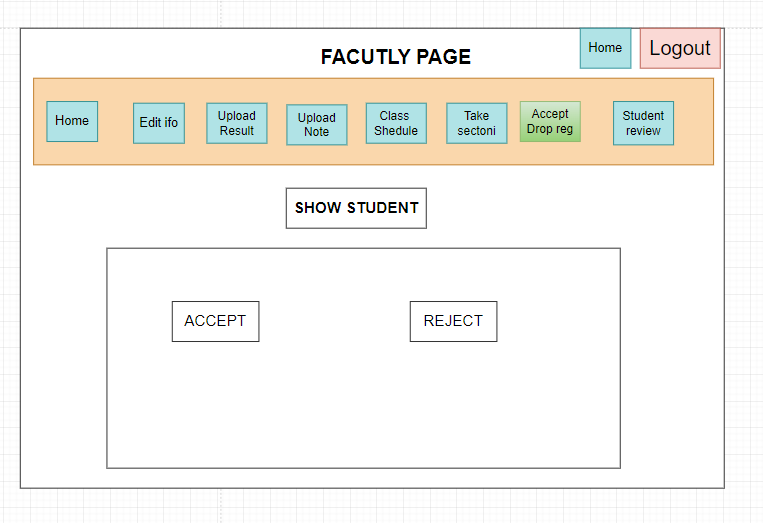 FACUTLY PAGE
Home
Logout
Home
Edit ifo
Upload
Result
Upload
Note
Class
Shedule
Take
sectoni
Accept
Drop reg
Student
review
SHOW STUDENT
ACCEPT
REJECT